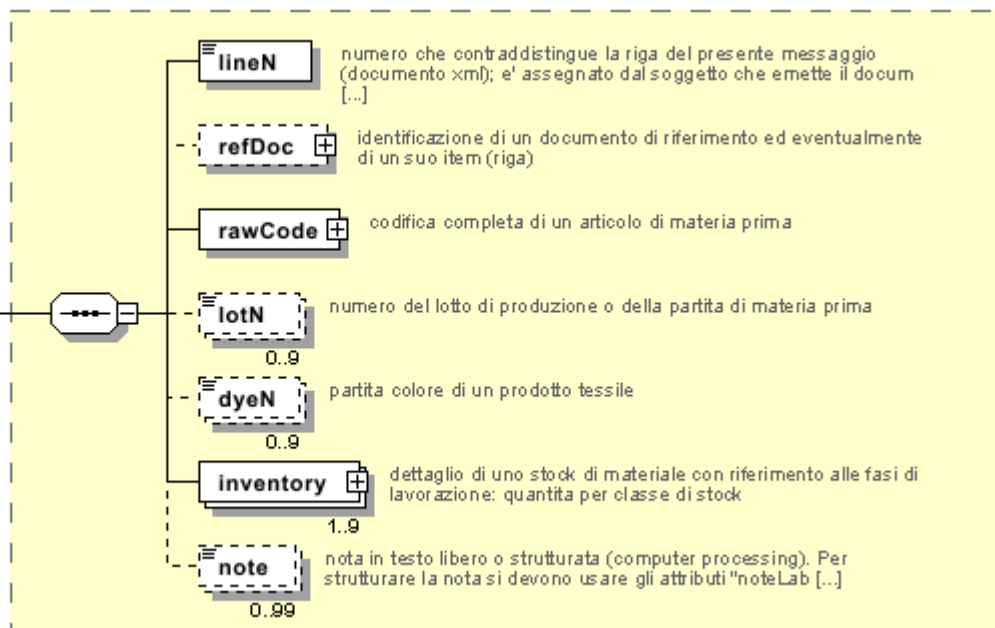 lineN
numero che contraddistingue la riga del presente messaggio
(documento xml); e' assegnato dal soggetto che emette il docum
[...]
refDoc
identificazione di un documento di riferimento ed eventualmente
di un suo item (riga)
rawCode
codifica completa di un articolo di materia prima
lotN
numero del lotto di produzione o della partita di materia prima
0..9
dyeN
partita colore di un prodotto tessile
0..9
inventory
dettaglio di uno stock di materiale con riferimento alle fasi di
lavorazione: quantita per classe di stock
1..9
note
nota in testo libero o strutturata (computer processing). Per
strutturare la nota si devono usare gli attributi "noteLab [...]
0..99